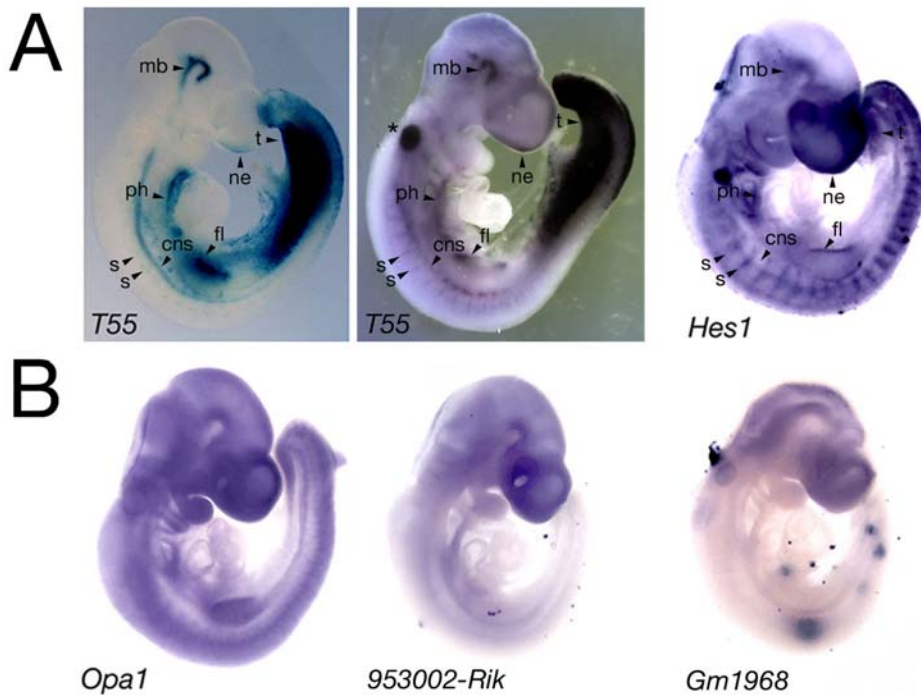 A
mb
t
ne
ph
fl
cns
s
s
T55
mb
*
t
ne
ph
fl
cns
s
s
T55
mb
t
ne
ph
fl
cns
s
s
Hes1
B
Opa1
953002-Rik
Gm1968